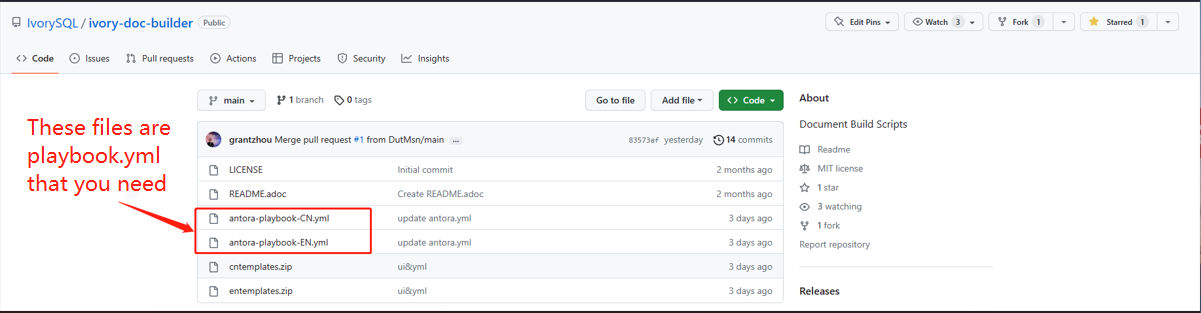 IvorySQL / ivory-doc-builder Public
Edit Pins Watch 3 Fork 1 Starred 1
Code Issues Pull requests Actions Projects Security Insights
main 1 branch 0 tags Go to file Add file Code
About
Document Build Scripts
Readme
MIT license
1 star
3 watching
1 fork
Report repository
Releases
These files are
playbook.yml
that you need
grantzhou Merge pull request #1 from DutMsn/main ... 83573af yesterday 14 commits
LICENSE Initial commit 2 months ago
README.adoc Create README.adoc 2 months ago
antora-playbook-CN.yml update antora.yml 3 days ago
antora-playbook-EN.yml update antora.yml 3 days ago
cntemplates.zip ui&yml 3 days ago
entemplates.zip ui&yml 3 days ago